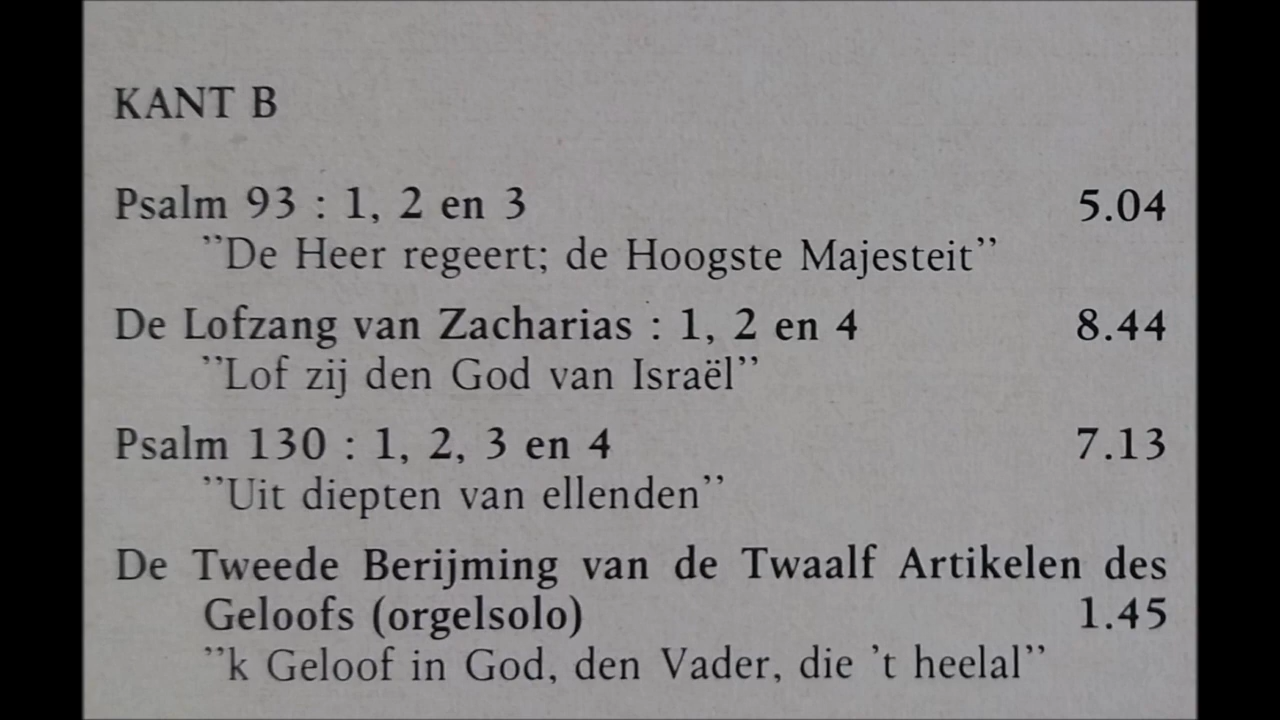 KANT B
Psalm 93 : 1, 2 en 3 5.04
"De Heer regeert; de Hoogste Majesteit"
De Lofzang van Zacharias : 1, 2 en 4 8.44
"Lof zij den God van Israël"
Psalm 130 : 1, 2, 3 en 4 7.13
"Uit diepten van ellenden"
De Tweede Berijming van de Twaalf Artikelen des
Geloofs (orgelsolo) 1.45
"k Geloof in God, den Vader, die 't heelal"